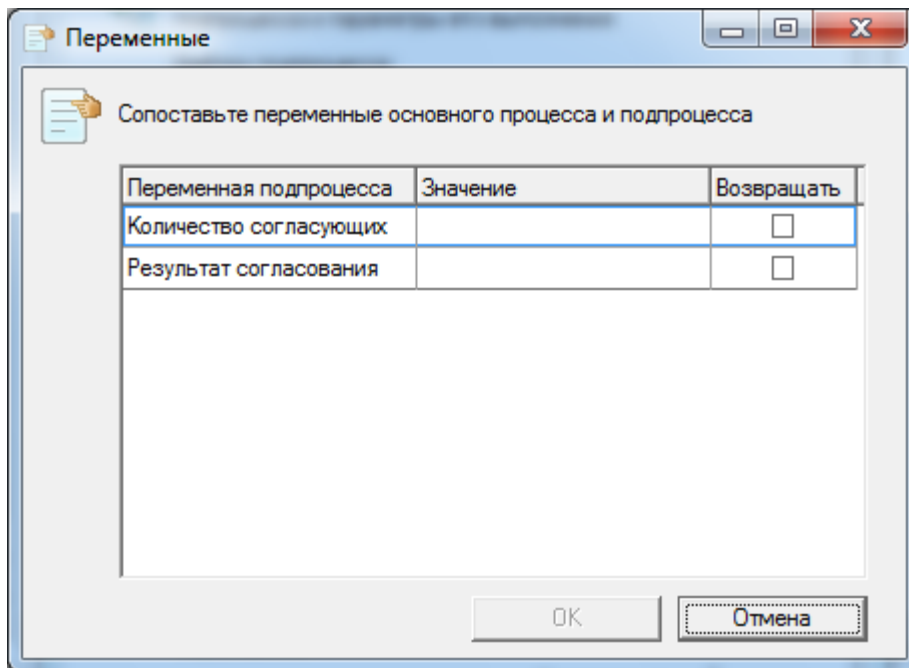 Переменные
Сопоставьте переменные основного процесса и подпроцесса
Переменная подпроцесса Значение Возвращать
Количество согласующих
Результат согласования
OK Отмена